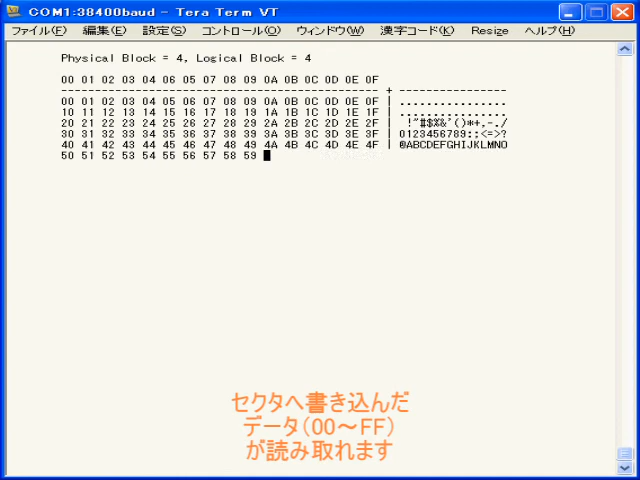 COM1:38400baud - Tera Term VT
ファイル(F) 編集(E) 設定(S) コントロール(O) ウィンドウ(W) 漢字コード(K) Resize ヘルプ(H)
Physical Block = 4, Logical Block = 4
00 01 02 03 04 06 05 07 08 09 0A 0B 0C 0D 0E 0F
----------------------------------------------- + ----------------
00 01 02 03 04 05 06 07 08 09 0A 0B 0C 0D 0E 0F | ................
10 11 12 13 14 15 16 17 18 19 1A 1B 1C 1D 1E 1F | ................
20 21 22 23 24 25 26 27 28 29 2A 2B 2C 2D 2E 2F |  !"#$%&'()*+,-./
30 31 32 33 34 35 36 37 38 39 3A 3B 3C 3D 3E 3F | 0123456789:;<=>?
40 41 42 43 44 45 46 47 48 49 4A 4B 4C 4D 4E 4F | @ABCDEFGHIJKLMNO
50 51 52 53 54 55 56 57 58 59
セクタへ書き込んだ
データ(00～FF)
が読み取れます